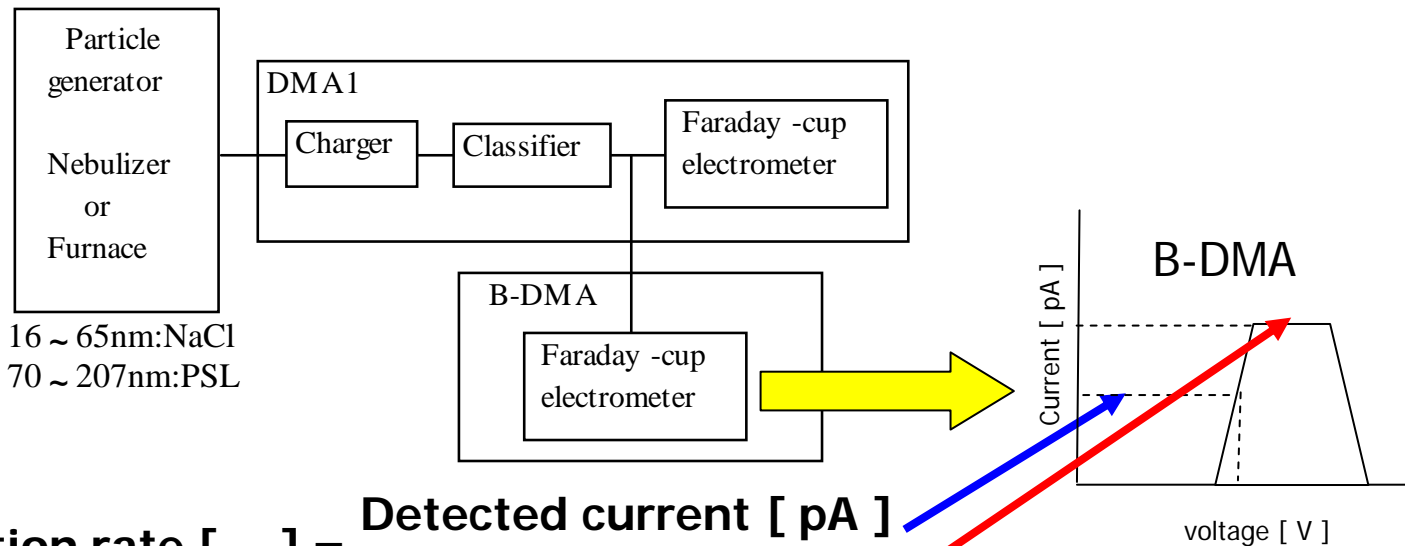 Particle
generator
Nebulizer
or
Furnace
16 ~ 65nm:NaCl
70 ~ 207nm:PSL
DMA1
Charger
Classifier
Faraday -cup
electrometer
B-DMA
Faraday -cup
electrometer
B-DMA
Current [ pA ]
voltage [ V ]
Detected current [ pA ]
rate [ ] =